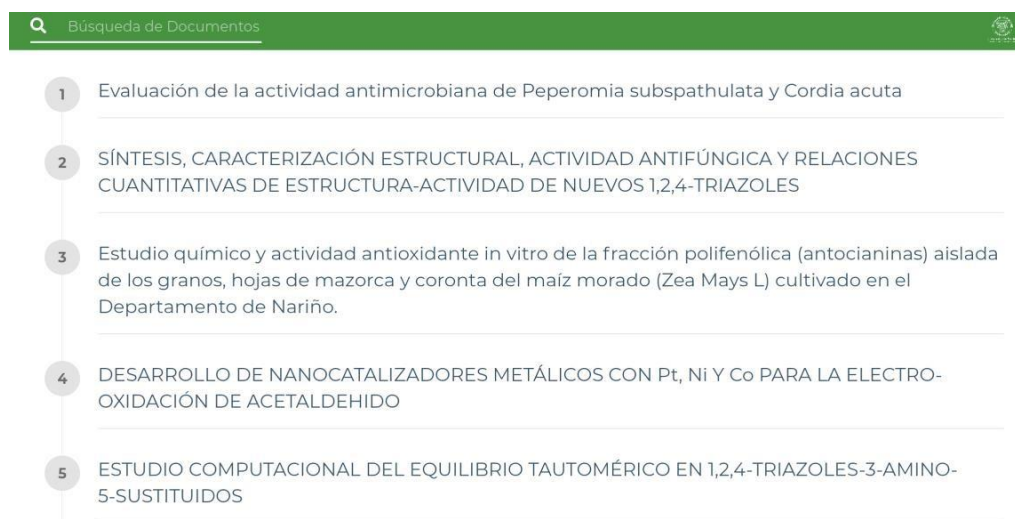 Búsqueda de Documentos
1 Evaluación de la actividad antimicrobiana de Peperomia subspathulata y Cordia acuta
2 SÍNTESIS, CARACTERIZACIÓN ESTRUCTURAL, ACTIVIDAD ANTIFÚNGICA Y RELACIONES
CUANTITATIVAS DE ESTRUCTURA-ACTIVIDAD DE NUEVOS 1,2,4-TRIAZOLES
3 Estudio químico y actividad antioxidante in vitro de la fracción polifenólica (antocianinas) aislada
de los granos, hojas de mazorca y coronta del maíz morado (Zea Mays L) cultivado en el
Departamento de Nariño.
4 DESARROLLO DE NANOCATALIZADORES METÁLICOS CON Pt, Ni Y Co PARA LA ELECTRO-
OXIDACIÓN DE ACETALDEHIDO
5 ESTUDIO COMPUTACIONAL DEL EQUILIBRIO TAUTOMÉRICO EN 1,2,4-TRIAZOLES-3-AMINO-
5-SUSTITUIDOS